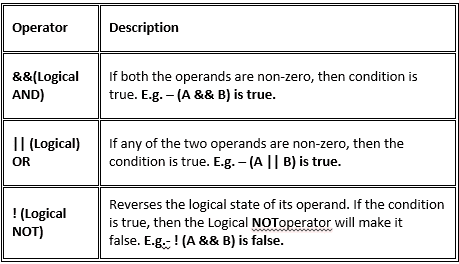 Operator Description
&&(Logical
AND)
If both the operands are non-zero, then condition is
true. E.g. – (A && B) is true.
|| (Logical)
OR
If any of the two operands are non-zero, then the
condition is true. E.g. – (A || B) is true.
! (Logical
NOT)
Reverses the logical state of its operand. If the condition
is true, then the Logical NOToperator will make it
false. E.g.- ! (A && B) is false.